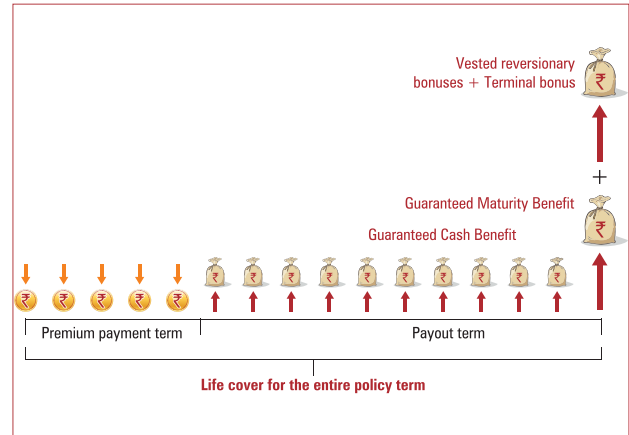 Vested reversionary
bonuses + Terminal bonus
₹
+
Guaranteed Maturity Benefit
₹
Guaranteed Cash Benefit
₹ ₹ ₹ ₹ ₹ ₹ ₹ ₹ ₹ ₹
₹ ₹ ₹ ₹ ₹
Premium payment term
Payout term
Life cover for the entire policy term